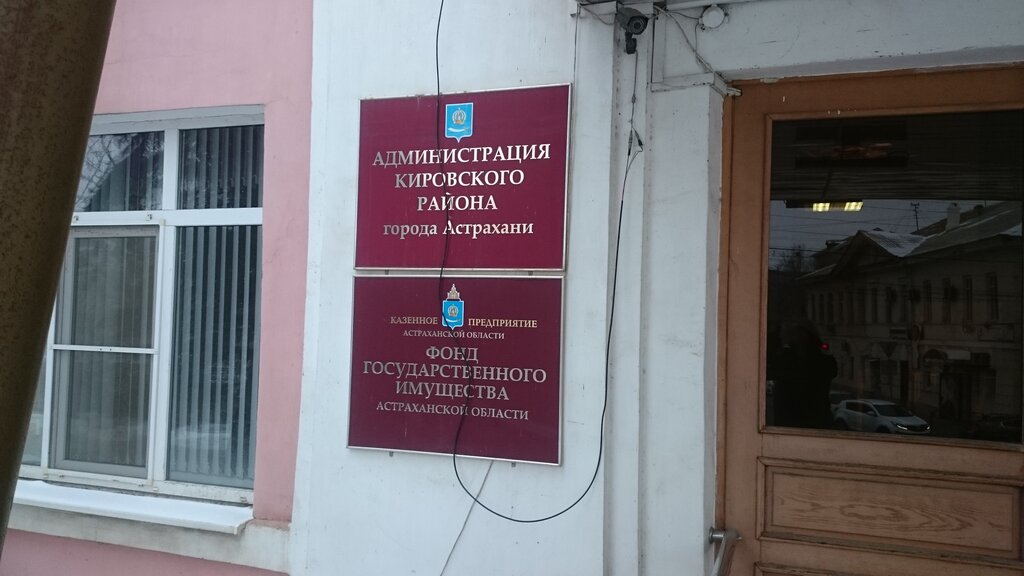 АДМИНИСТРАЦИЯ
КИРОВСКОГО
РАЙОНА
города Астрахани
КАЗЕННОЕ ПРЕДПРИЯТИЕ
АСТРАХАНСКОЙ ОБЛАСТИ
ФОНД
ГОСУДАРСТВЕННОГО
ИМУЩЕСТВА
АСТРАХАНСКОЙ ОБЛАСТИ